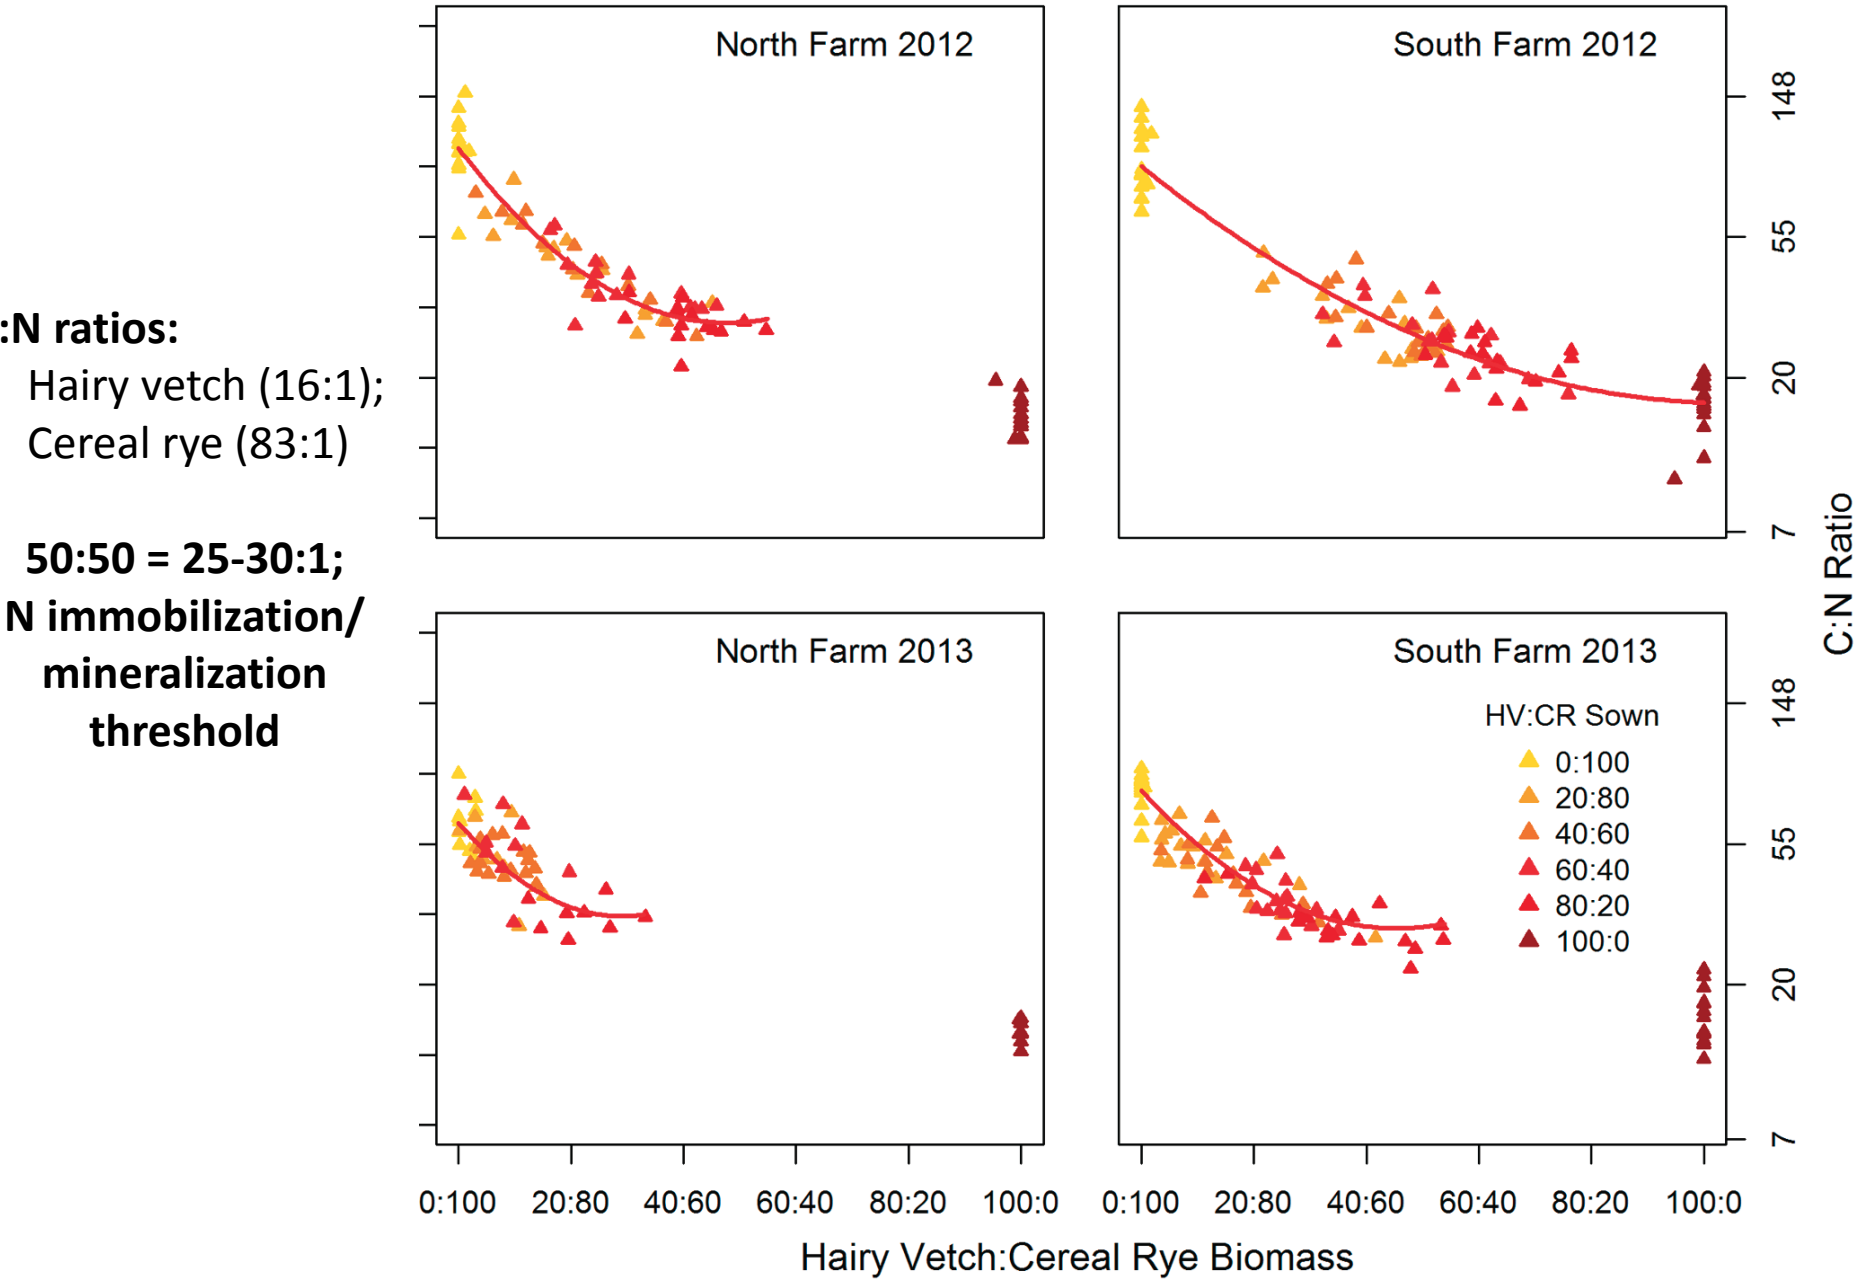 :N ratios:
Hairy vetch (16:1);
Cereal rye (83:1)
50:50 = 25-30:1;
N immobilization/
mineralization
threshold
North Farm 2012
South Farm 2012
148
55
20
7
North Farm 2013
South Farm 2013
HV:CR Sown
0:100
20:80
40:60
60:40
80:20
100:0
148
55
20
7
C:N Ratio
0:100 20:80 40:60 60:40 80:20 100:0
0:100 20:80 40:60 60:40 80:20 100:0
Hairy Vetch:Cereal Rye Biomass